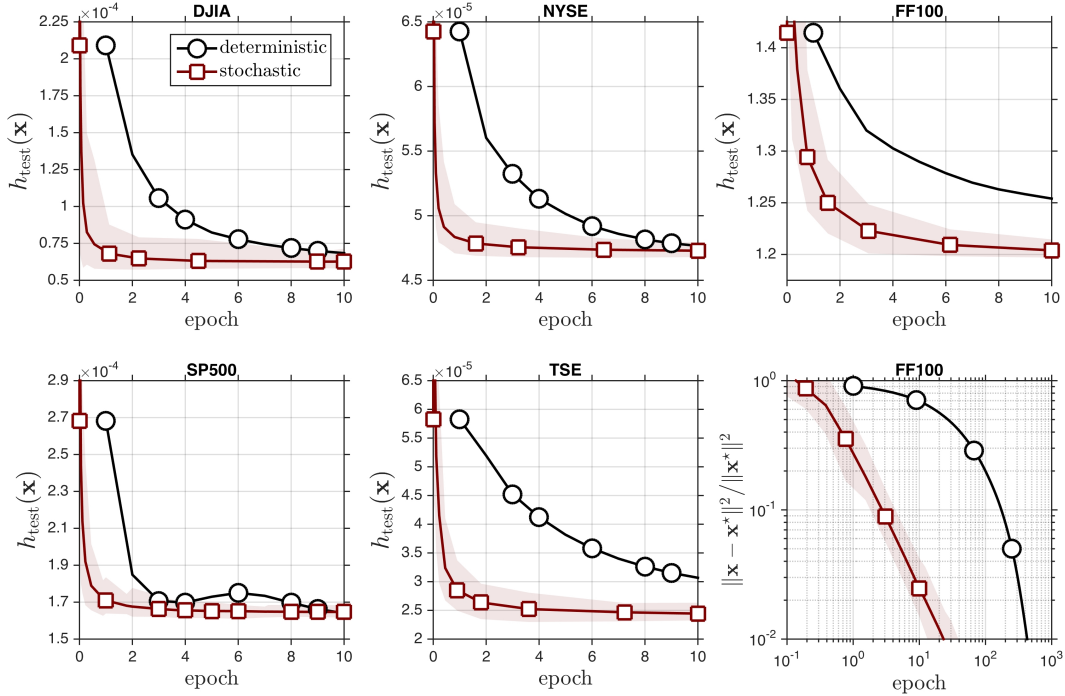 DJIA
×10⁻⁴
2.25
2
1.75
1.5
1.25
1
0.75
0.5
h_test(x)
0 2 4 6 8 10
epoch
deterministic
stochastic
NYSE
×10⁻⁵
6.5
6
5.5
5
4.5
h_test(x)
0 2 4 6 8 10
epoch
FF100
1.4
1.35
1.3
1.25
1.2
h_test(x)
0 2 4 6 8 10
epoch
SP500
×10⁻⁴
2.9
2.7
2.5
2.3
2.1
1.9
1.7
1.5
h_test(x)
0 2 4 6 8 10
epoch
TSE
×10⁻⁵
6.5
6
5.5
5
4.5
4
3.5
3
2.5
2
h_test(x)
0 2 4 6 8 10
epoch
FF100
10⁰
10⁻¹
10⁻²
‖x − x⋆‖²/‖x⋆‖²
10⁻¹ 10⁰ 10¹ 10² 10³
epoch